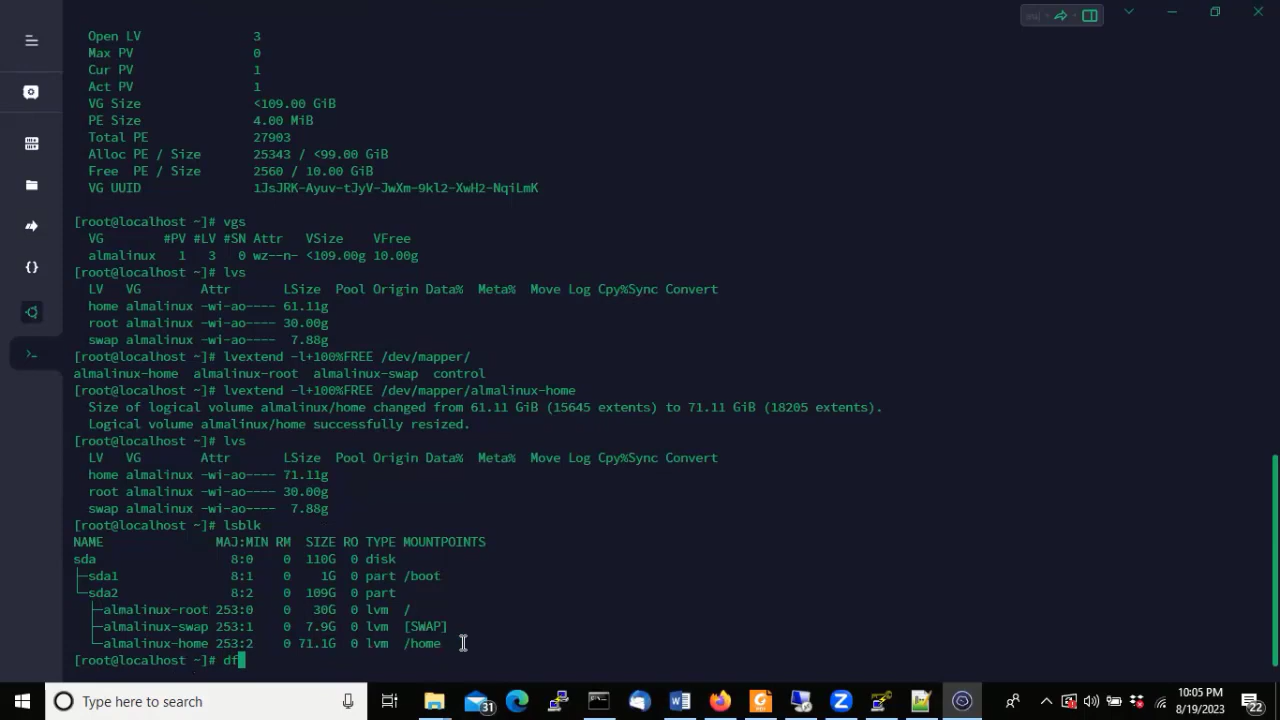 Open LV 3
Max PV 0
Cur PV 1
Act PV 1
VG Size <109.00 GiB
PE Size 4.00 MiB
Total PE 27903
Alloc PE / Size 25343 / <99.00 GiB
Free PE / Size 2560 / 10.00 GiB
VG UUID 1JsJRK-Ayuv-tJyV-JwXm-9kl2-XwH2-NqiLmK
[root@localhost ~]# vgs
VG #PV #LV #SN Attr VSize VFree
almalinux 1 3 0 wz--n- <109.00g 10.00g
[root@localhost ~]# lvs
LV VG Attr LSize Pool Origin Data% Meta% Move Log Cpy%Sync Convert
home almalinux -wi-ao---- 61.11g
root almalinux -wi-ao---- 30.00g
swap almalinux -wi-ao---- 7.88g
[root@localhost ~]# lvextend -l+100%FREE /dev/mapper/
almalinux-home almalinux-root almalinux-swap control
[root@localhost ~]# lvextend -l+100%FREE /dev/mapper/almalinux-home
Size of logical volume almalinux/home changed from 61.11 GiB (15645 extents) to 71.11 GiB (18205 extents).
Logical volume almalinux/home successfully resized.
[root@localhost ~]# lvs
LV VG Attr LSize Pool Origin Data% Meta% Move Log Cpy%Sync Convert
home almalinux -wi-ao---- 71.11g
root almalinux -wi-ao---- 30.00g
swap almalinux -wi-ao---- 7.88g
[root@localhost ~]# lsblk
NAME MAJ:MIN RM SIZE RO TYPE MOUNTPOINTS
sda 8:0 0 110G 0 disk
├─sda1 8:1 0 1G 0 part /boot
└─sda2 8:2 0 109G 0 part
├─almalinux-root 253:0 0 30G 0 lvm /
├─almalinux-swap 253:1 0 7.9G 0 lvm [SWAP]
└─almalinux-home 253:2 0 71.1G 0 lvm /home
[root@localhost ~]# df
Type here to search
31
10:05 PM
8/19/2023
22